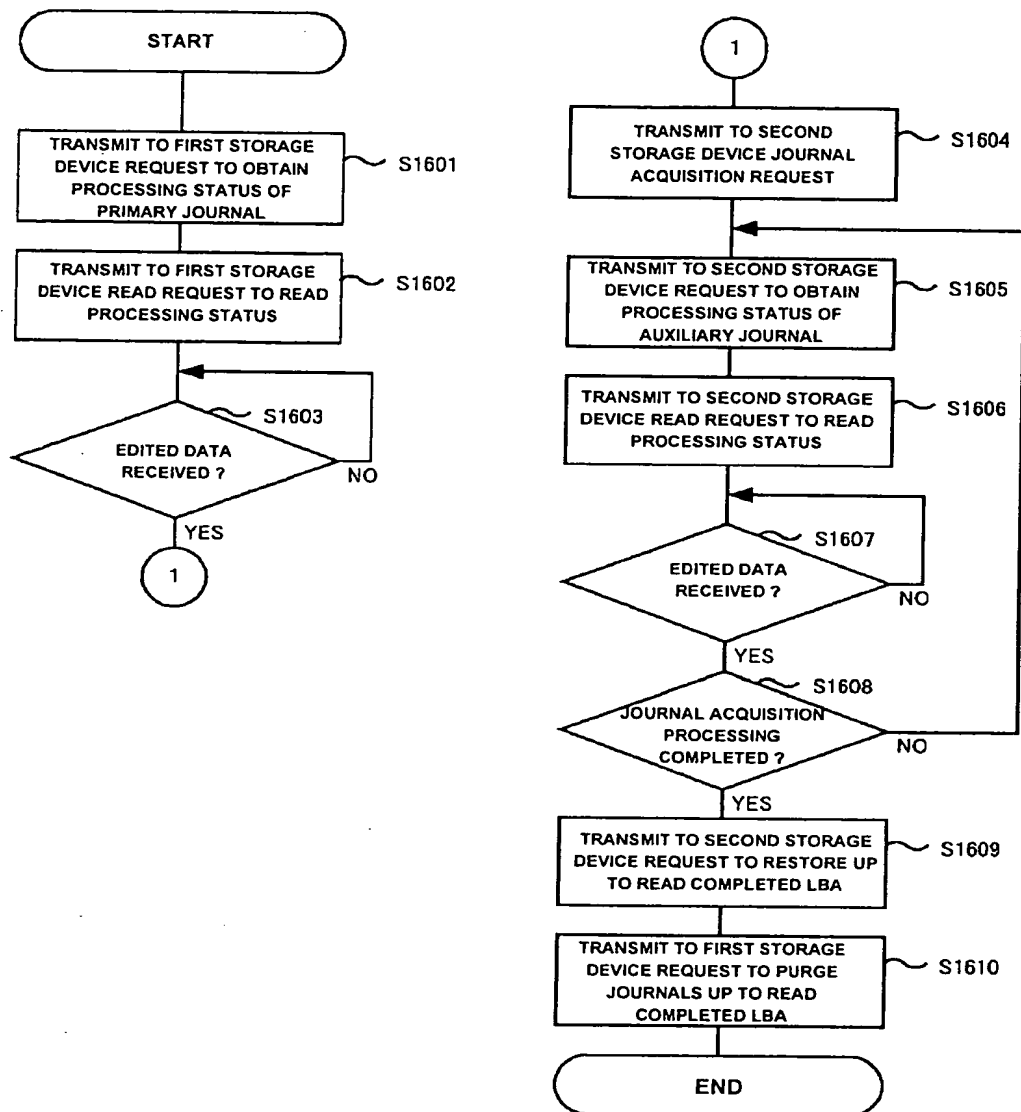 START
TRANSMIT TO FIRST STORAGE
DEVICE REQUEST TO OBTAIN
PROCESSING STATUS OF
PRIMARY JOURNAL
S1601
TRANSMIT TO FIRST STORAGE
DEVICE READ REQUEST TO READ
PROCESSING STATUS
S1602
S1603
EDITED DATA
RECEIVED ?
NO
YES
1
1
TRANSMIT TO SECOND
STORAGE DEVICE JOURNAL
ACQUISITION REQUEST
S1604
TRANSMIT TO SECOND STORAGE
DEVICE REQUEST TO OBTAIN
PROCESSING STATUS OF
AUXILIARY JOURNAL
S1605
TRANSMIT TO SECOND STORAGE
DEVICE READ REQUEST TO READ
PROCESSING STATUS
S1606
S1607
EDITED DATA
RECEIVED ?
NO
YES
S1608
JOURNAL ACQUISITION
PROCESSING
COMPLETED ?
NO
YES
TRANSMIT TO SECOND STORAGE
DEVICE REQUEST TO RESTORE UP
TO READ COMPLETED LBA
S1609
TRANSMIT TO FIRST STORAGE
DEVICE REQUEST TO PURGE
JOURNALS UP TO READ
COMPLETED LBA
S1610
END